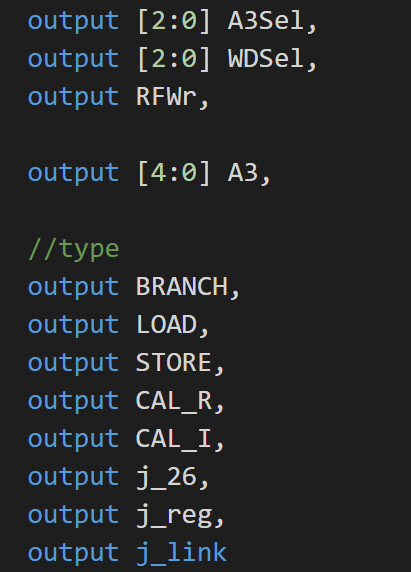 output [2:0] A3Sel,
output [2:0] WDSel,
output RFWr,
output [4:0] A3,
//type
output BRANCH,
output LOAD,
output STORE,
output CAL_R,
output CAL_I,
output j_26,
output j_reg,
output j_link